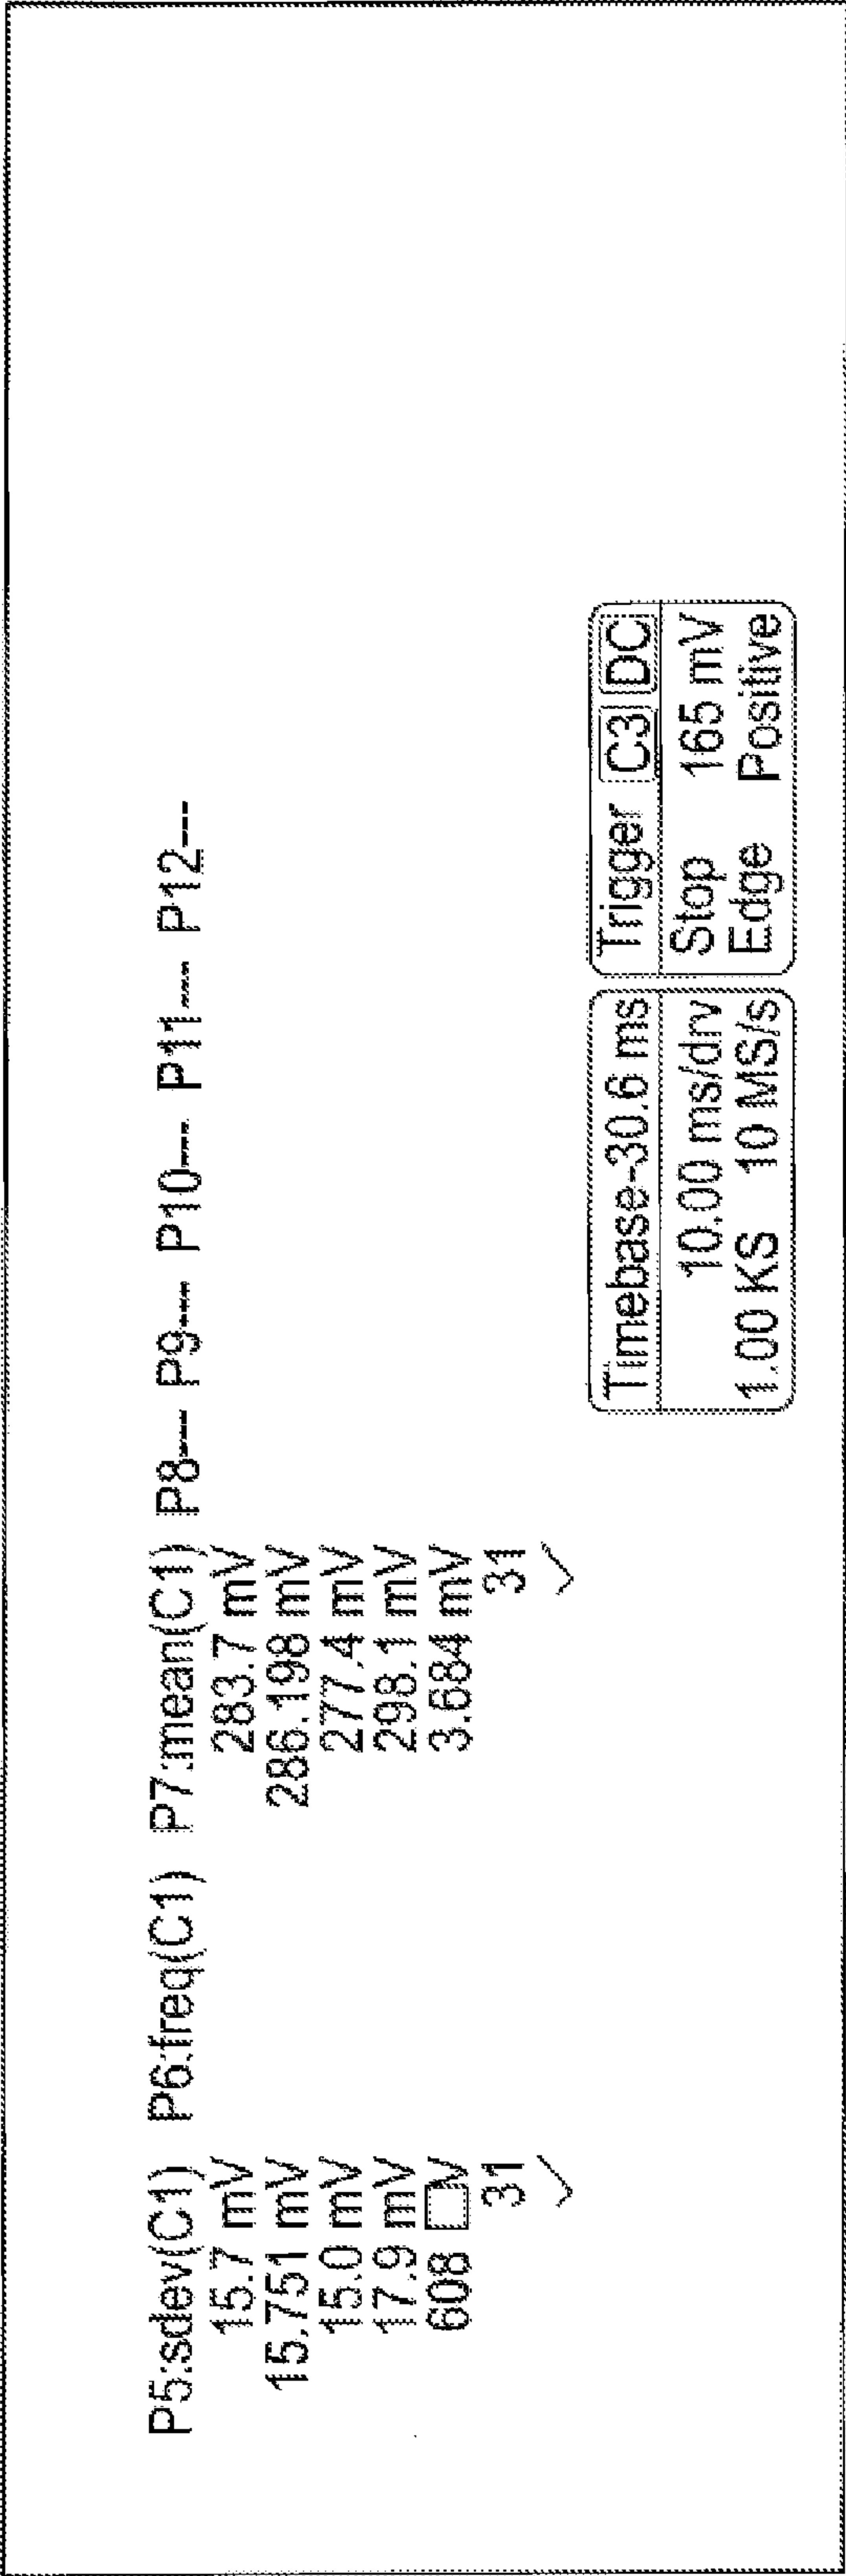 P5:sdev(C1) P6:freq(C1) P7:mean(C1) P8--- P9--- P10--- P11--- P12---
15.7 mV 283.7 mV
15.751 mV 286.198 mV
15.0 mV 277.4 mV
17.9 mV 298.1 mV
608 □V 3.684 mV
31 31
Timebase-30.6 ms
10.00 ms/drv
1.00 KS 10 MS/s
Trigger C3 DC
Stop 165 mV
Edge Positive